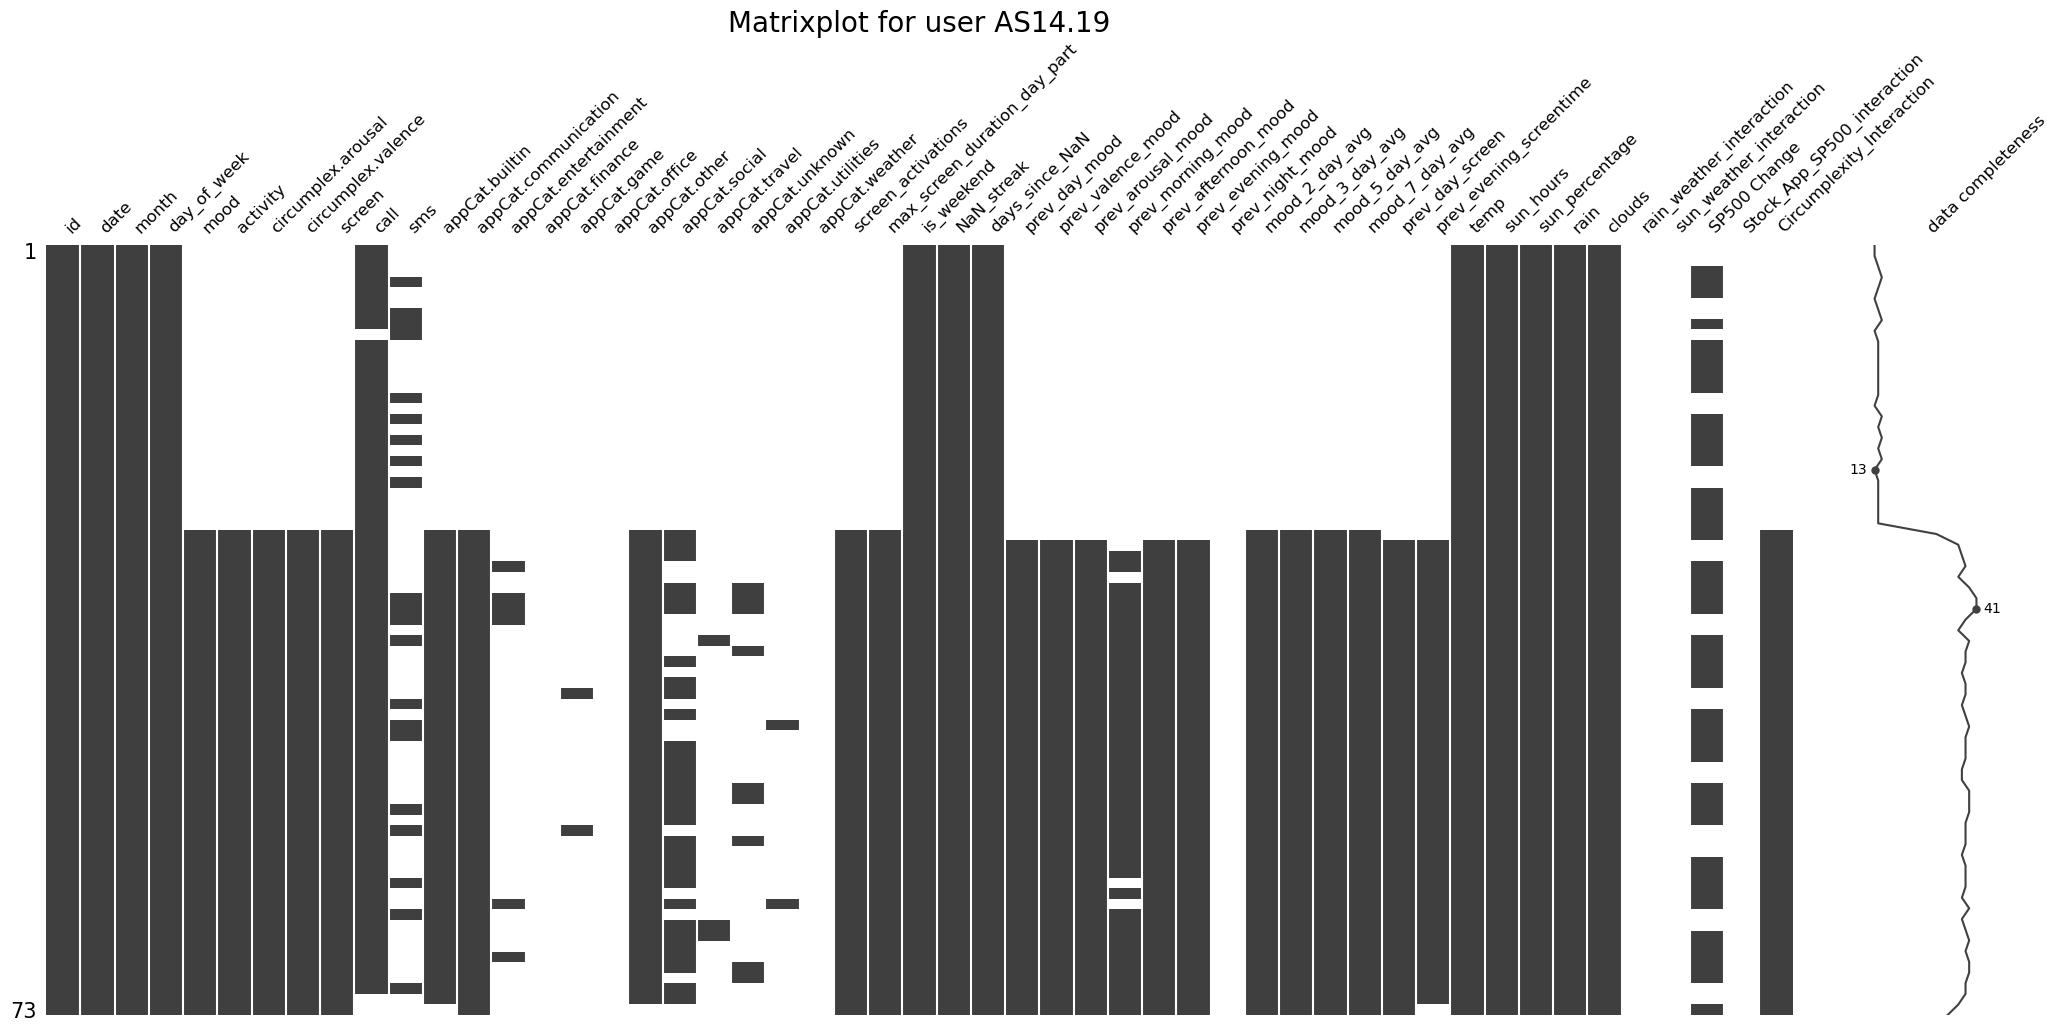 Matrixplot for user AS14.19
id
date
month
day_of_week
mood
activity
circumplex.arousal
circumplex.valence
screen
call
sms
appCat.builtin
appCat.communication
appCat.entertainment
appCat.finance
appCat.game
appCat.office
appCat.other
appCat.social
appCat.travel
appCat.unknown
appCat.utilities
appCat.weather
screen_activations
max_screen_duration_day_part
is_weekend
NaN_streak
days_since_NaN
prev_day_mood
prev_valence_mood
prev_arousal_mood
prev_morning_mood
prev_afternoon_mood
prev_evening_mood
prev_night_mood
mood_2_day_avg
mood_3_day_avg
mood_5_day_avg
mood_7_day_avg
prev_day_screen
prev_evening_screentime
temp
sun_hours
sun_percentage
rain
clouds
rain_weather_interaction
sun_weather_interaction
SP500 Change
Stock_App_SP500_interaction
Circumplexity_Interaction
data completeness
1
13
41
73